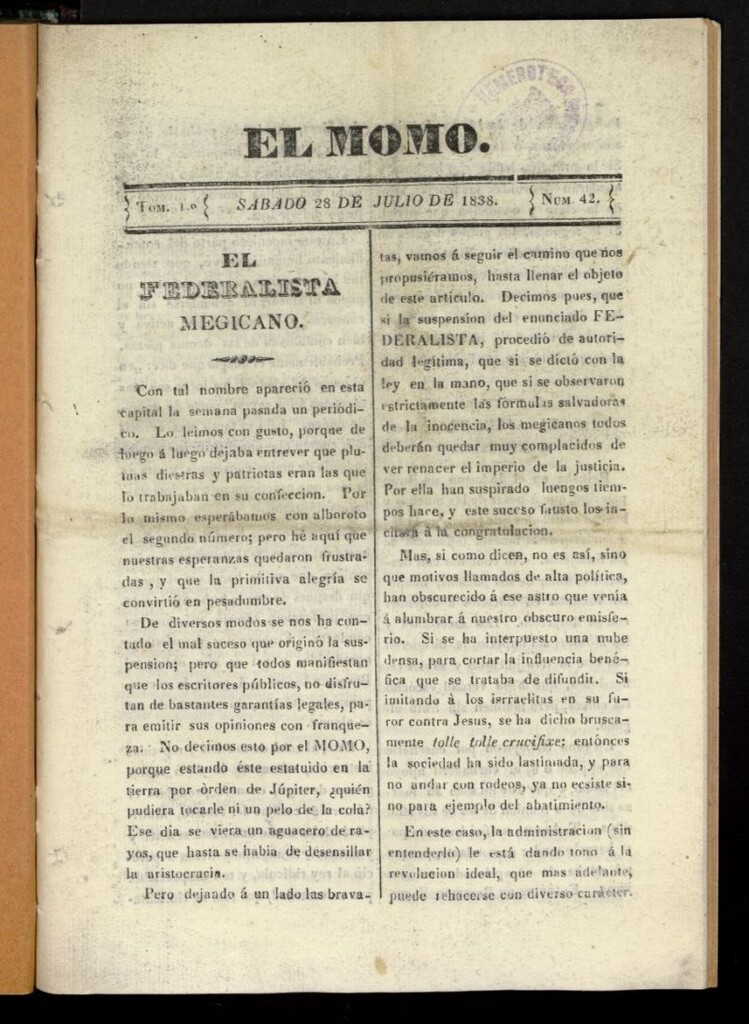 HEMEROTECA
EL MOMO.
Tom. 1.º SABADO 28 DE JULIO DE 1838. Num. 42.
EL
FEDERALISTA
MEGICANO.
Con tal nombre apareció en esta
capital la semana pasada un periódi-
co. Lo leimos con gusto, porque de
luego á luego dejaba entrever que plu-
mas diestras y patriotas eran las que
lo trabajaban en su confeccion. Por
lo mismo esperábamos con alboroto
el segundo número; pero hé aquí que
nuestras esperanzas quedaron frustra-
das, y que la primitiva alegría se
convirtió en pesadumbre.
De diversos modos se nos ha con-
tado el mal suceso que originó la sus-
pension; pero que todos manifiestan
que los escritores públicos, no disfru-
tan de bastantes garantías legales, pa-
ra emitir sus opiniones con franque-
za. No decimos esto por el MOMO,
porque estando éste estatuido en la
tierra por órden de Júpiter, ¿quién
pudiera tocarle ni un pelo de la cola?
Ese dia se viera un aguacero de ra-
yos, que hasta se habia de desensillar
la aristocracia.
Pero dejando á un lado las brava-
tas, vamos á seguir el camino que nos
propusiéramos, hasta llenar el objeto
de este artículo. Decimos pues, que
si la suspension del enunciado FE-
DERALISTA, procedió de autori-
dad legítima, que si se dictó con la
ley en la mano, que si se observaron
estrictamente las fórmulas salvadoras
de la inocencia, los megicanos todos
deberán quedar muy complacidos de
ver renacer el imperio de la justicia.
Por ella han suspirado luengos tiem-
pos hace, y este suceso fausto los in-
citará á la congratulacion.
Mas, si como dicen, no es así, sino
que motivos llamados de alta política,
han obscurecido á ese astro que venía
á alumbrar á nuestro obscuro emisfe-
rio. Si se ha interpuesto una nube
densa, para cortar la influencia bené-
fica que se trataba de difundir. Si
imitando á los isrraelitas en su fu-
ror contra Jesus, se ha dicho brusca-
mente tolle tolle crucifixe; entónces
la sociedad ha sido lastimada, y para
no andar con rodeos, ya no ecsiste si-
no para ejemplo del abatimiento.
En este caso, la administracion (sin
entenderlo) le está dando tono á la
revolucion ideal, que mas adelante,
puede rehacerse con diverso carácter.